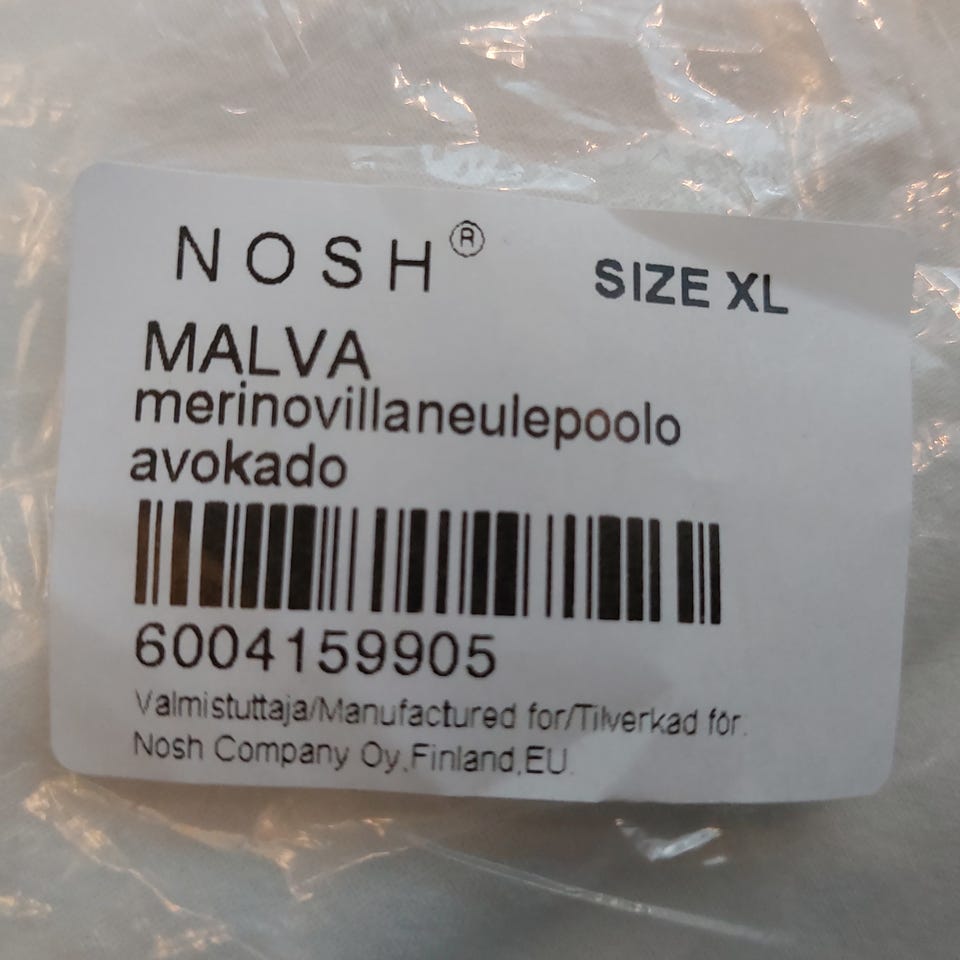 NOSH®
SIZE XL
MALVA
merinovillaneulepoolo
avokado
6004159905
Valmistuttaja/Manufactured for/Tilverkad för:
Nosh Company Oy,Finland,EU.